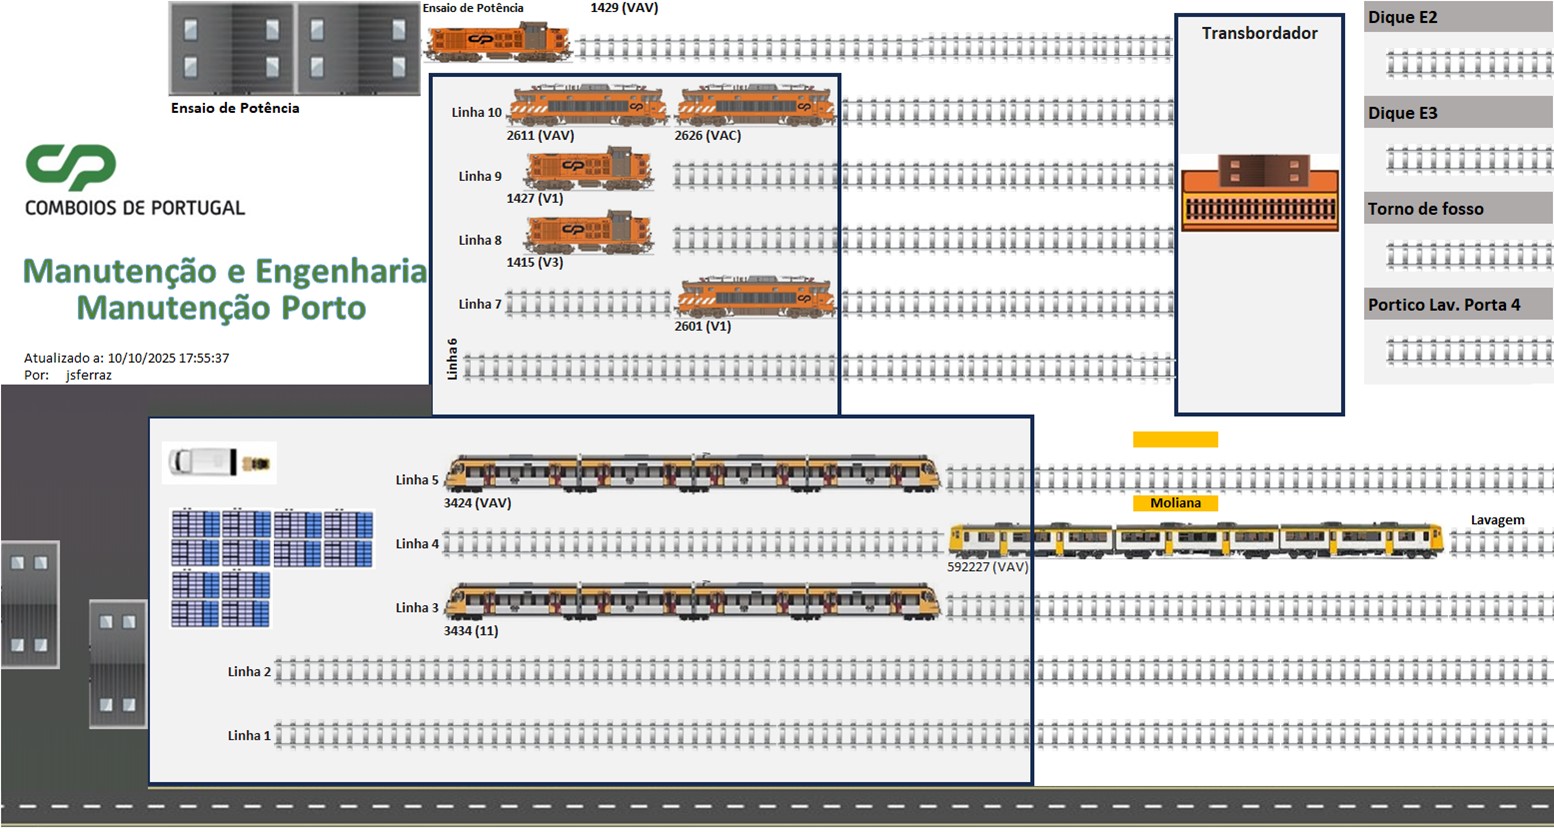 Ensaio de Potência
1429 (VAV)
Ensaio de Potência
COMBOIOS DE PORTUGAL
Manutenção e Engenharia
Manutenção Porto
Atualizado a: 10/10/2025 17:55:37
Por: jsferraz
Linha 10
2611 (VAV)
2626 (VAC)
Linha 9
1427 (V1)
Linha 8
1415 (V3)
Linha 7
2601 (V1)
Linha 6
Transbordador
Dique E2
Dique E3
Torno de fosso
Portico Lav. Porta 4
Linha 5
3424 (VAV)
Moliana
Lavagem
Linha 4
592227 (VAV)
Linha 3
3434 (11)
Linha 2
Linha 1